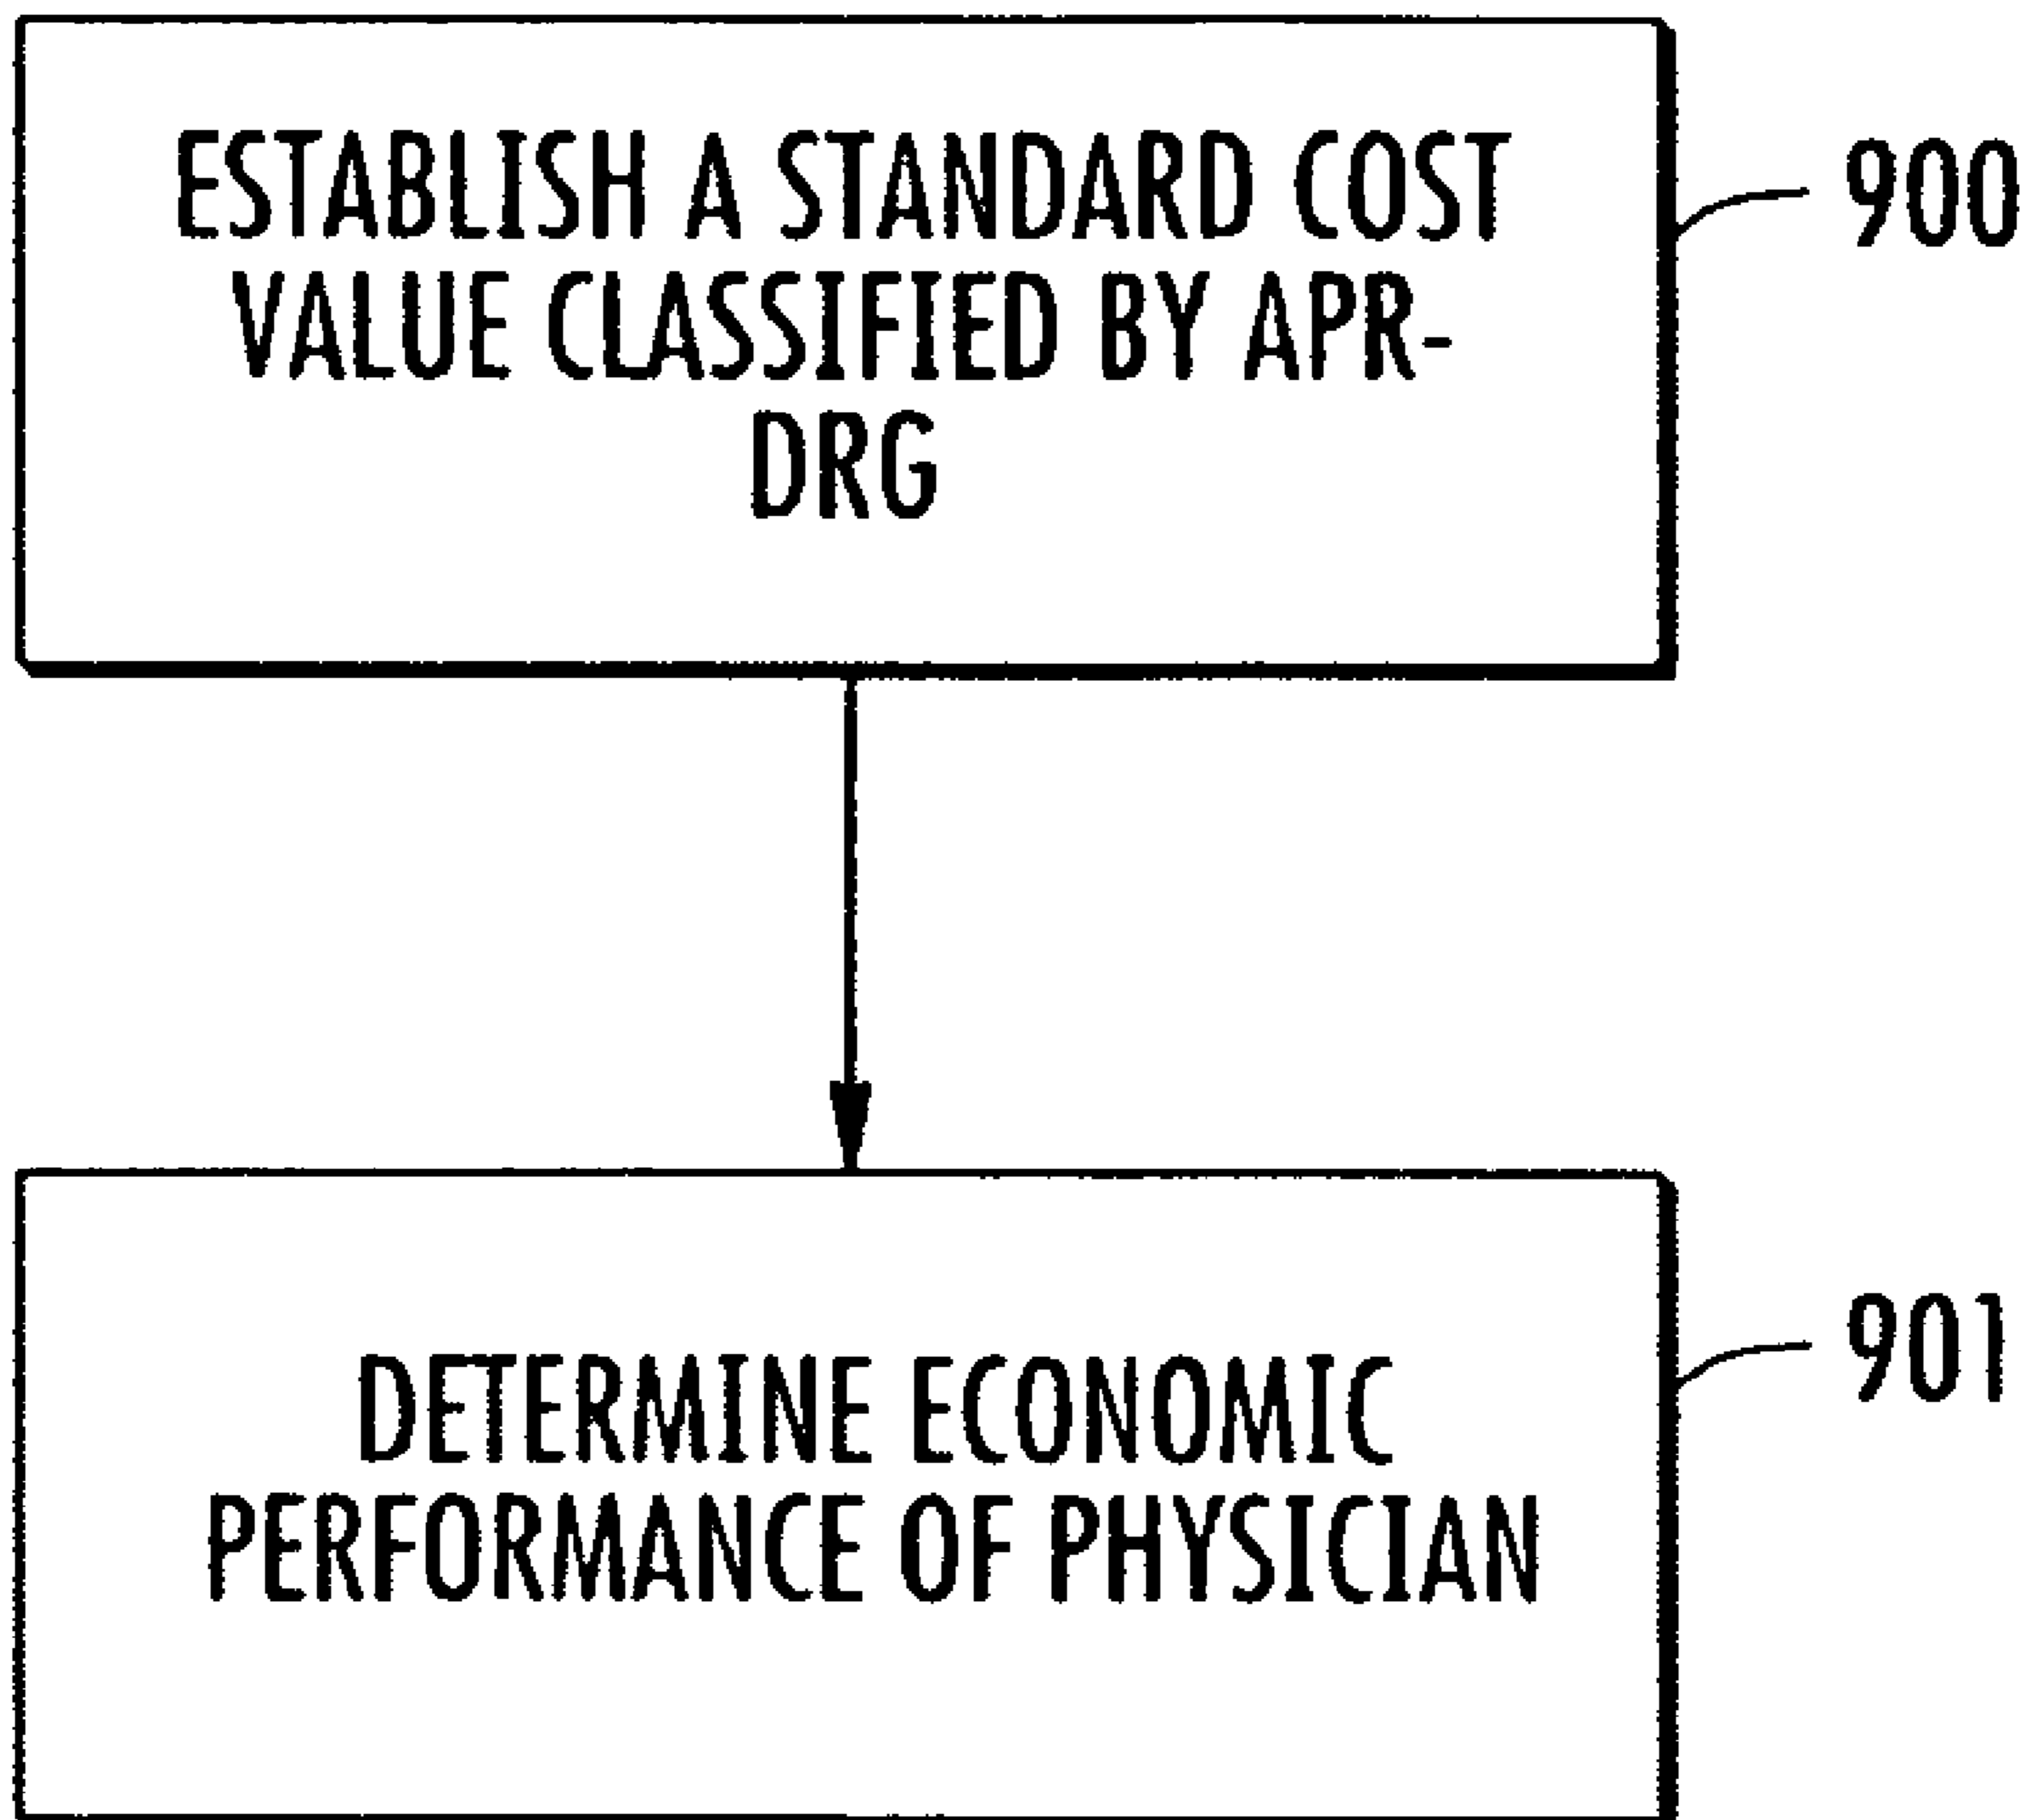 ESTABLISH A STANDARD COST
VALUE CLASSIFIED BY APR-
DRG
900
DETERMINE ECONOMIC
PERFORMANCE OF PHYSICIAN
901